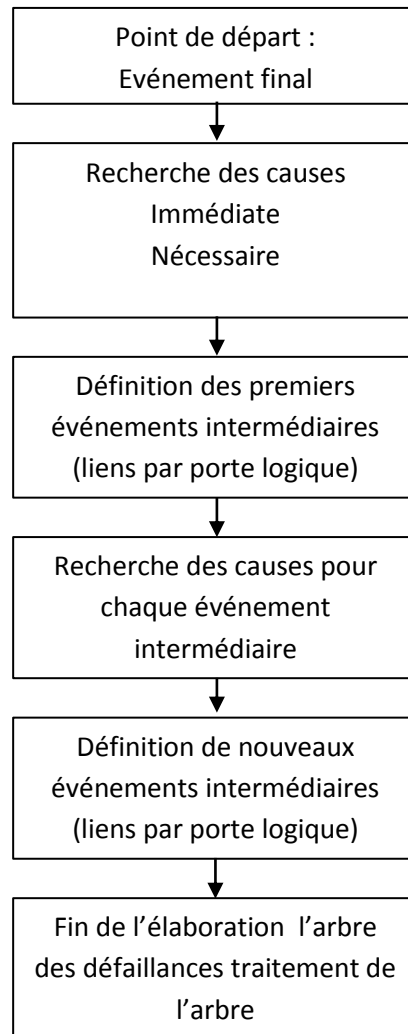 Point de départ :
Evénement final
Recherche des causes
Immédiate
Nécessaire
Définition des premiers
événements intermédiaires
(liens par porte logique)
Recherche des causes pour
chaque événement
intermédiaire
Définition de nouveaux
événements intermédiaires
(liens par porte logique)
Fin de l’élaboration  l’arbre
des défaillances traitement de
l’arbre